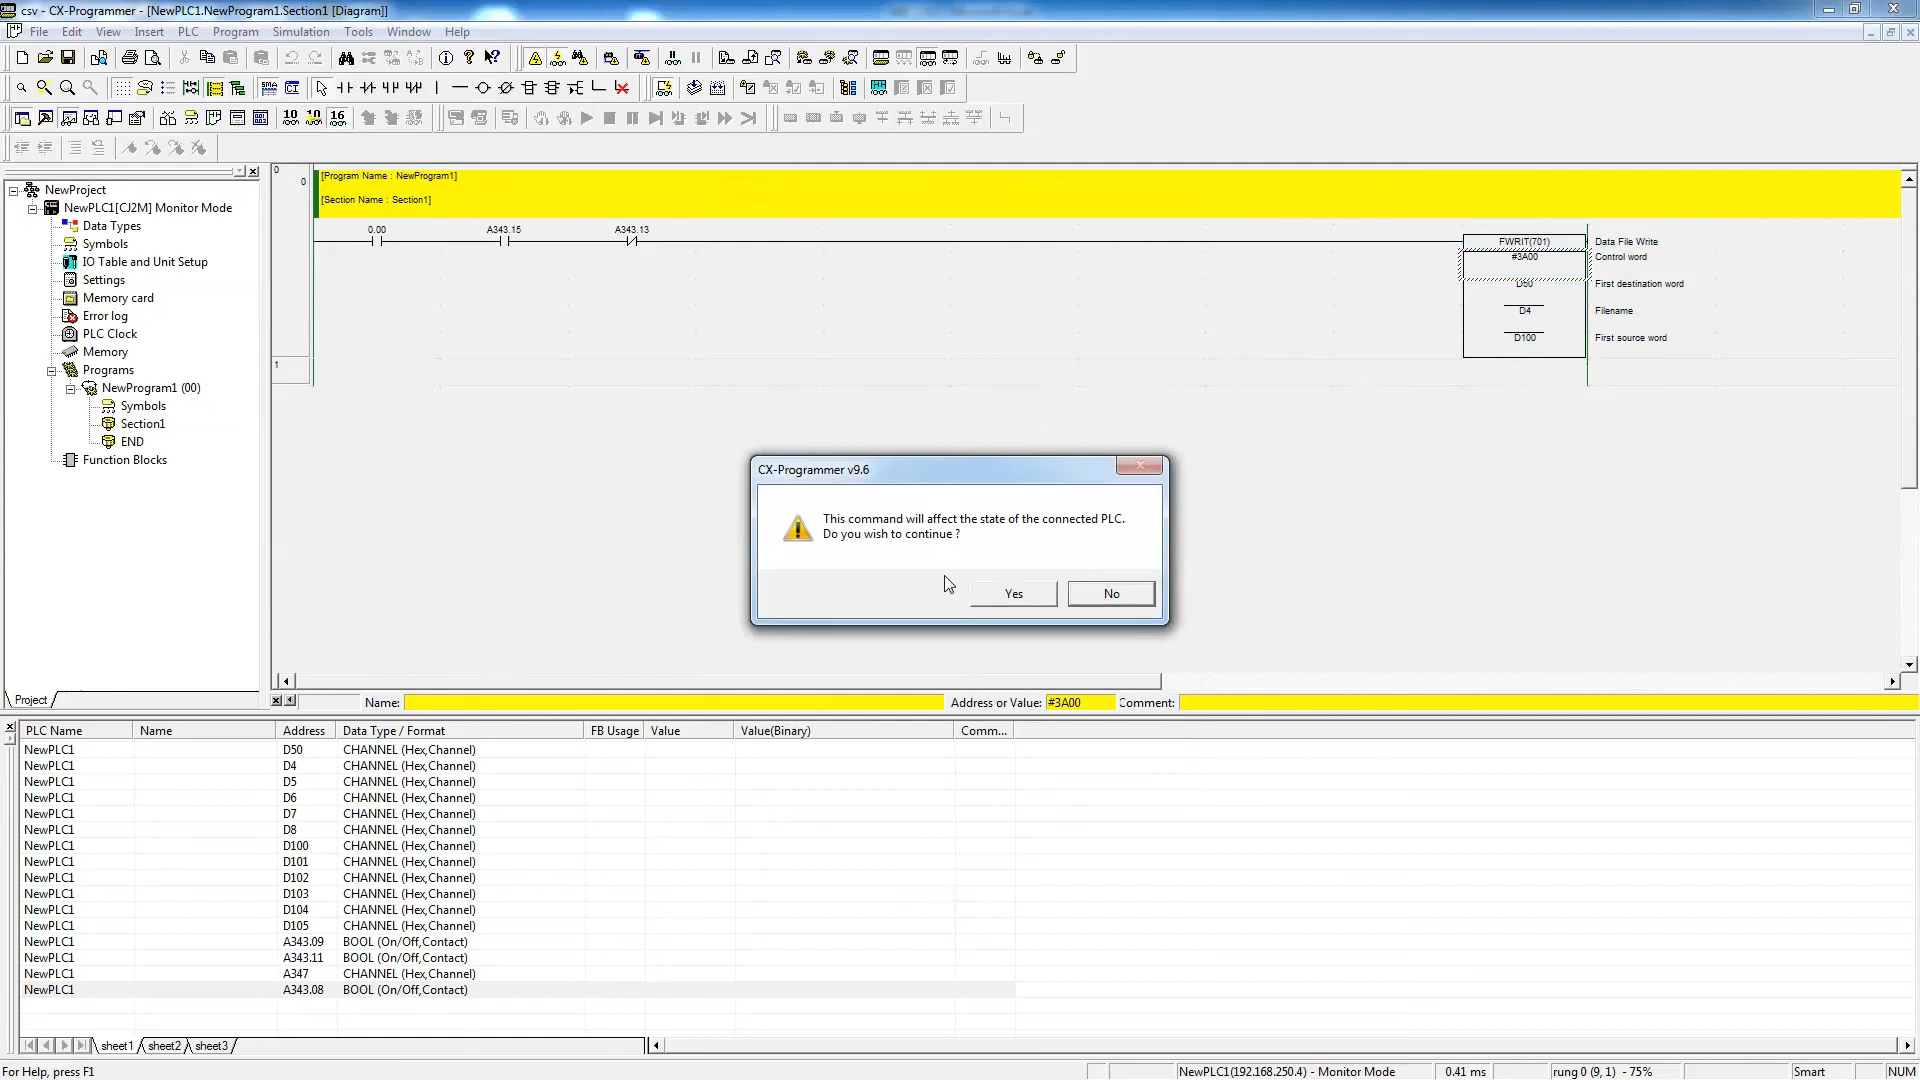 csv - CX-Programmer - [NewPLC1.NewProgram1.Section1 [Diagram]]
File Edit View Insert PLC Program Simulation Tools Window Help
10 10 16
NewProject
NewPLC1[CJ2M] Monitor Mode
Data Types
Symbols
IO Table and Unit Setup
Settings
Memory card
Error log
PLC Clock
Memory
Programs
NewProgram1 (00)
Symbols
Section1
END
Function Blocks
Project
0
0
[Program Name : NewProgram1]
[Section Name : Section1]
0.00 A343.15 A343.13
FWRIT(701) Data File Write
#3A00 Control word
D50 First destination word
D4 Filename
D100 First source word
1
CX-Programmer v9.6
This command will affect the state of the connected PLC.
Do you wish to continue ?
Yes No
Name: Address or Value: #3A00 Comment:
PLC Name Name Address Data Type / Format FB Usage Value Value(Binary) Comm...
NewPLC1 D50 CHANNEL (Hex,Channel)
NewPLC1 D4 CHANNEL (Hex,Channel)
NewPLC1 D5 CHANNEL (Hex,Channel)
NewPLC1 D6 CHANNEL (Hex,Channel)
NewPLC1 D7 CHANNEL (Hex,Channel)
NewPLC1 D8 CHANNEL (Hex,Channel)
NewPLC1 D100 CHANNEL (Hex,Channel)
NewPLC1 D101 CHANNEL (Hex,Channel)
NewPLC1 D102 CHANNEL (Hex,Channel)
NewPLC1 D103 CHANNEL (Hex,Channel)
NewPLC1 D104 CHANNEL (Hex,Channel)
NewPLC1 D105 CHANNEL (Hex,Channel)
NewPLC1 A343.09 BOOL (On/Off,Contact)
NewPLC1 A343.11 BOOL (On/Off,Contact)
NewPLC1 A347 CHANNEL (Hex,Channel)
NewPLC1 A343.08 BOOL (On/Off,Contact)
sheet1 sheet2 sheet3
For Help, press F1 NewPLC1(192.168.250.4) - Monitor Mode 0.41 ms rung 0 (9, 1) - 75% Smart NUM